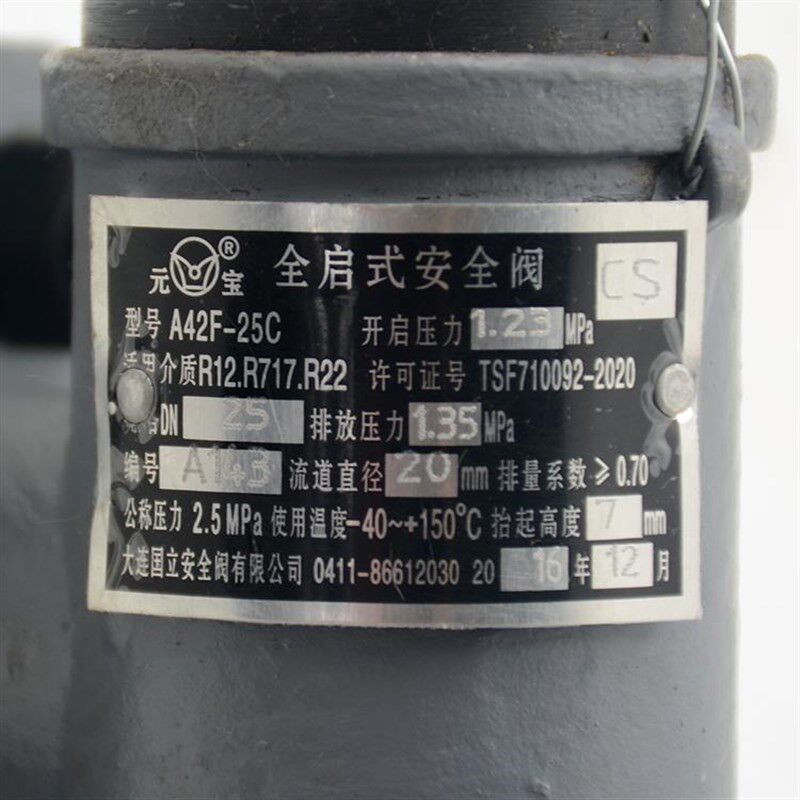 元 ® 宝 全启式安全阀 CS
型号 A42F-25C 开启压力 1.23 MPa
适用介质R12.R717.R22 许可证号 TSF710092-2020
DN 25 排放压力 1.35 MPa
编号 流道直径 20 mm 排量系数 ≥ 0.70
公称压力 2.5 MPa 使用温度 -40~+150°C 抬起高度 7 mm
大连国立安全阀有限公司 0411-86612030 20 16 年 12 月